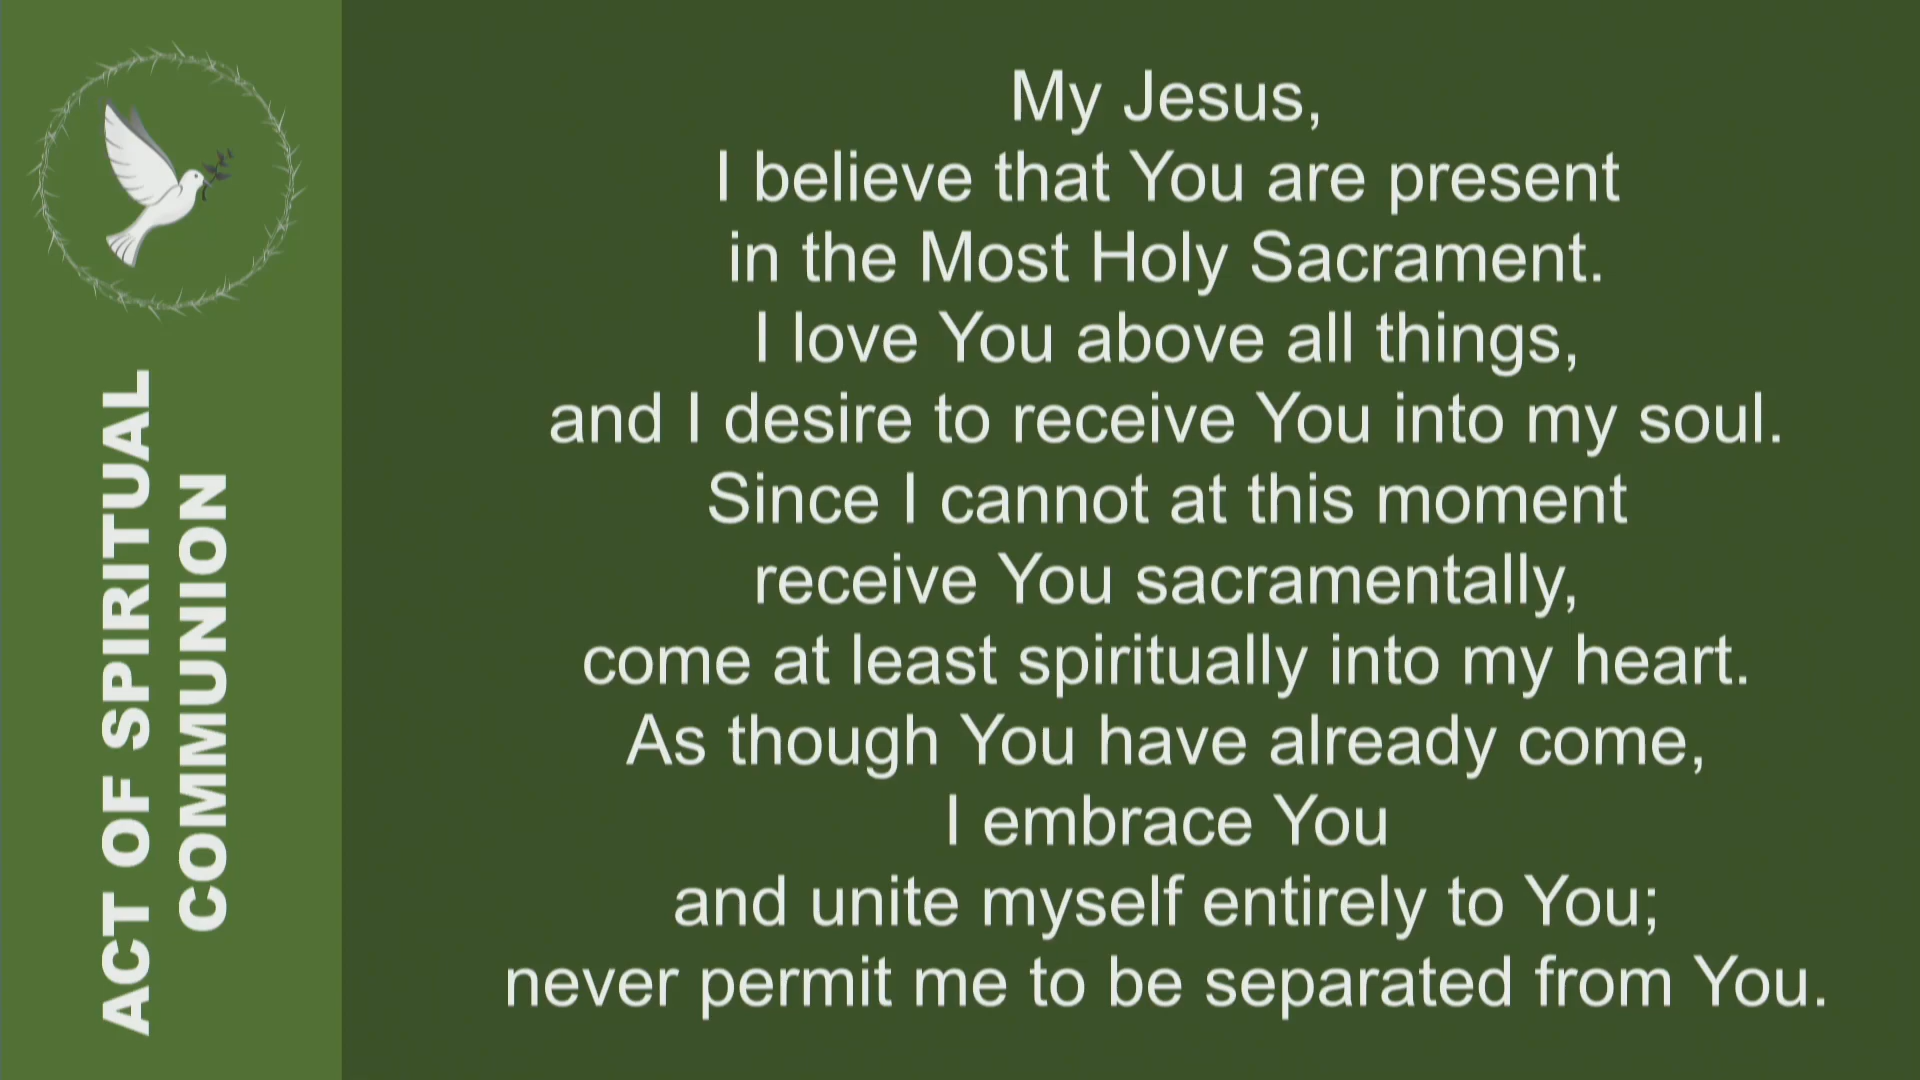 ACT OF SPIRITUAL
COMMUNION
My Jesus,
I believe that You are present
in the Most Holy Sacrament.
I love You above all things,
and I desire to receive You into my soul.
Since I cannot at this moment
receive You sacramentally,
come at least spiritually into my heart.
As though You have already come,
I embrace You
and unite myself entirely to You;
never permit me to be separated from You.